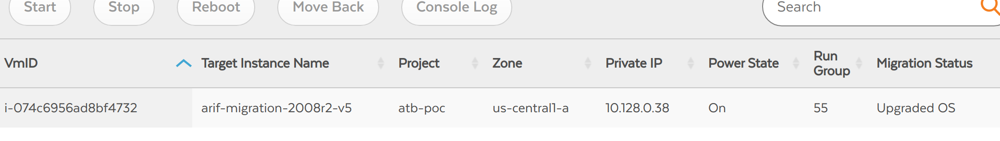 Start Stop Reboot Move Back Console Log Search
VmID Target Instance Name Project Zone Private IP Power State Run Group Migration Status
i-074c6956ad8bf4732 arif-migration-2008r2-v5 atb-poc us-central1-a 10.128.0.38 On 55 Upgraded OS